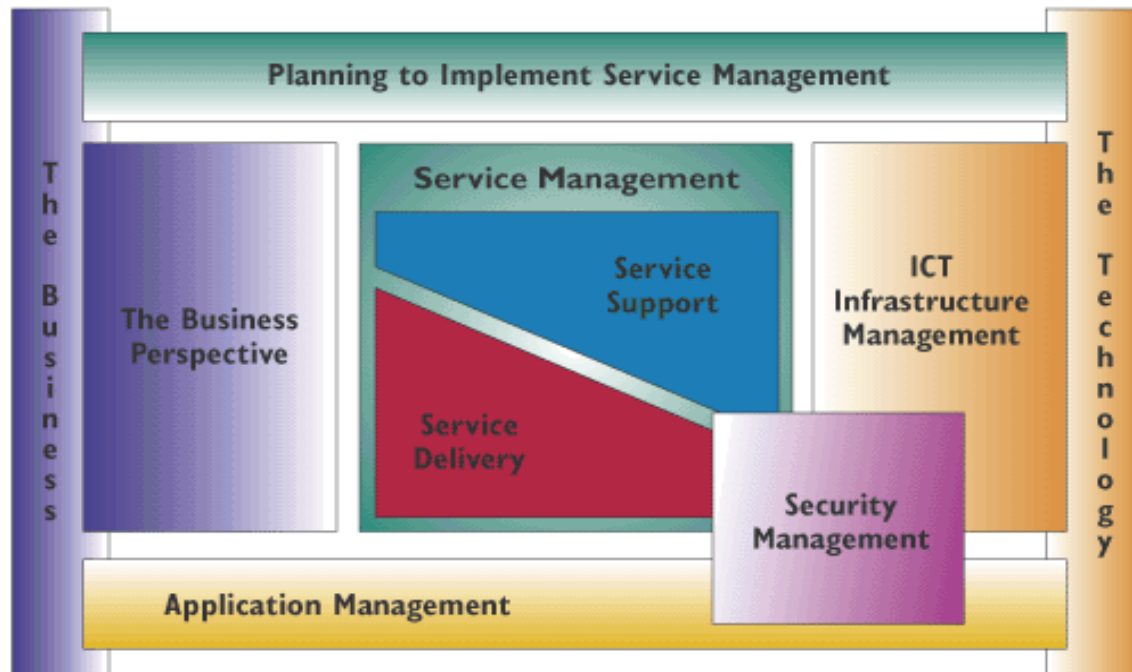 Planning to Implement Service Management
The Business
The Business
Perspective
Service Management
Service
Support
Service
Delivery
ICT
Infrastructure
Management
Security
Management
The Technology
Application Management